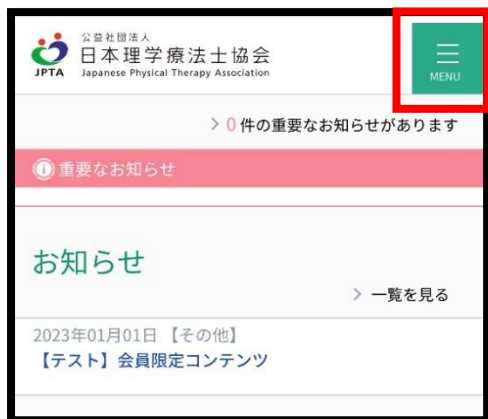 公益社団法人
日本理学療法士協会
JPTA Japanese Physical Therapy Association
MENU
> 0 件の重要なお知らせがあります
重要なお知らせ
お知らせ
> 一覧を見る
2023年01月01日 【その他】
【テスト】会員限定コンテンツ